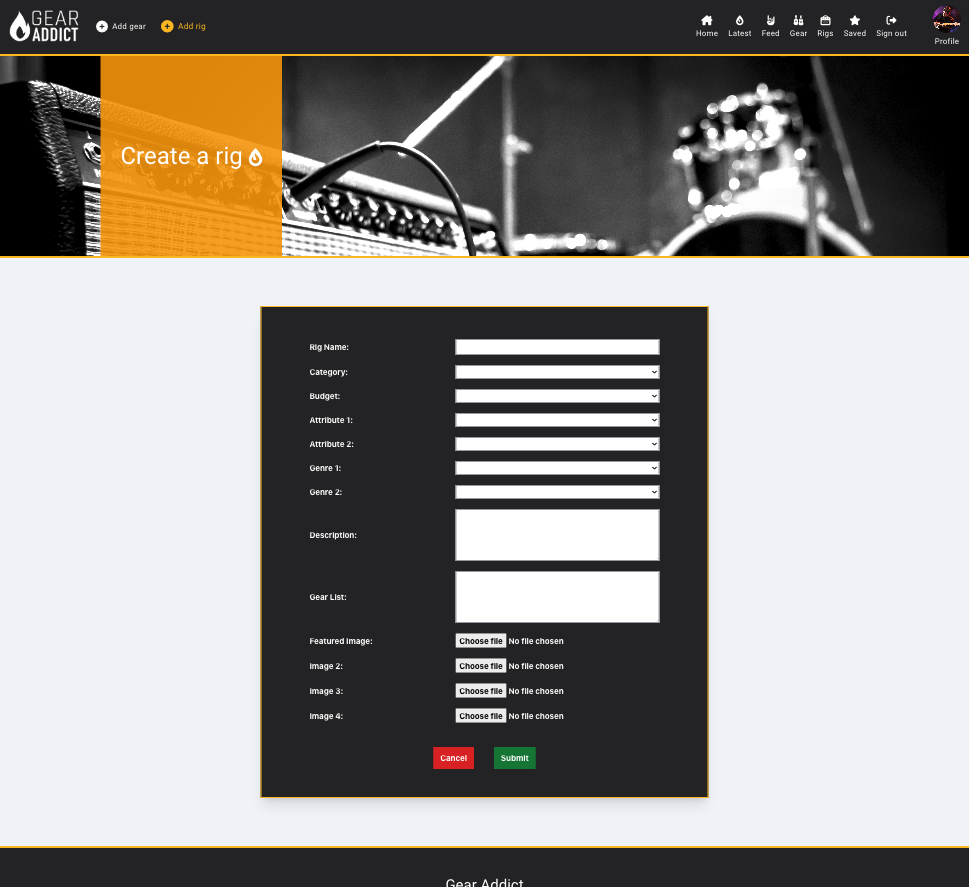 GEAR
ADDICT
Add gear
Add rig
Home
Latest
Feed
Gear
Rigs
Saved
Sign out
Profile
Create a rig
Rig Name:
Category:
Budget:
Attribute 1:
Attribute 2:
Genre 1:
Genre 2:
Description:
Gear List:
Featured Image:
Choose file No file chosen
Image 2:
Choose file No file chosen
Image 3:
Choose file No file chosen
Image 4:
Choose file No file chosen
Cancel
Submit
Gear Addict